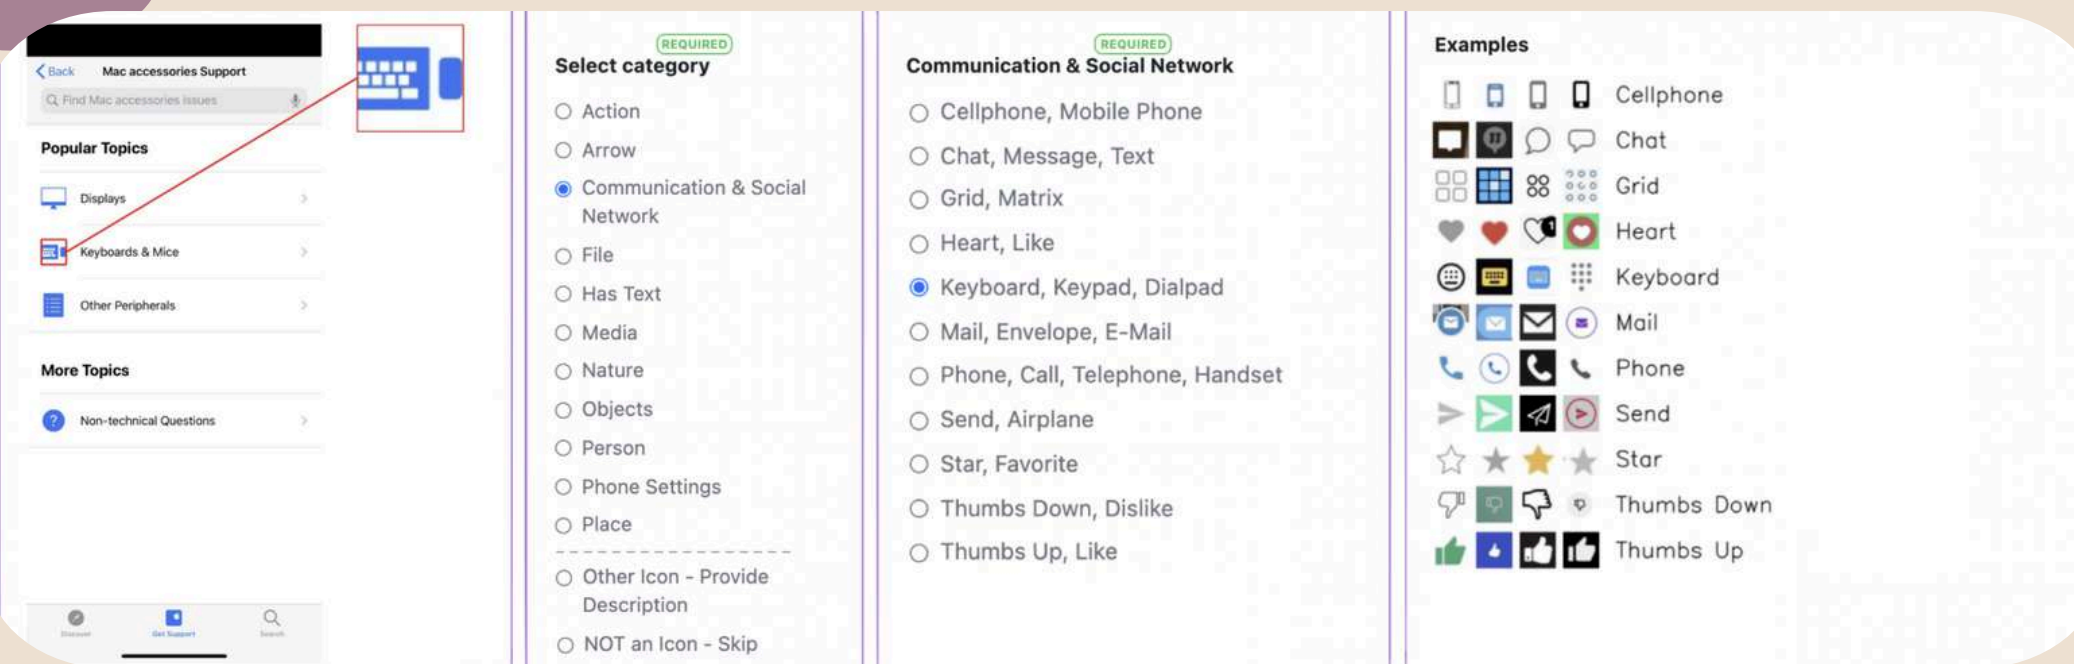 Back
Mac accessories Support
Find Mac accessories issues
Popular Topics
Displays
Keyboards & Mice
Other Peripherals
More Topics
Non-technical Questions
Discover
Get Support
Search
REQUIRED
Select category
Action
Arrow
Communication & Social
Network
File
Has Text
Media
Nature
Objects
Person
Phone Settings
Place
Other Icon - Provide
Description
NOT an Icon - Skip
REQUIRED
Communication & Social Network
Cellphone, Mobile Phone
Chat, Message, Text
Grid, Matrix
Heart, Like
Keyboard, Keypad, Dialpad
Mail, Envelope, E-Mail
Phone, Call, Telephone, Handset
Send, Airplane
Star, Favorite
Thumbs Down, Dislike
Thumbs Up, Like
Examples
Cellphone
Chat
Grid
Heart
Keyboard
Mail
Phone
Send
Star
Thumbs Down
Thumbs Up